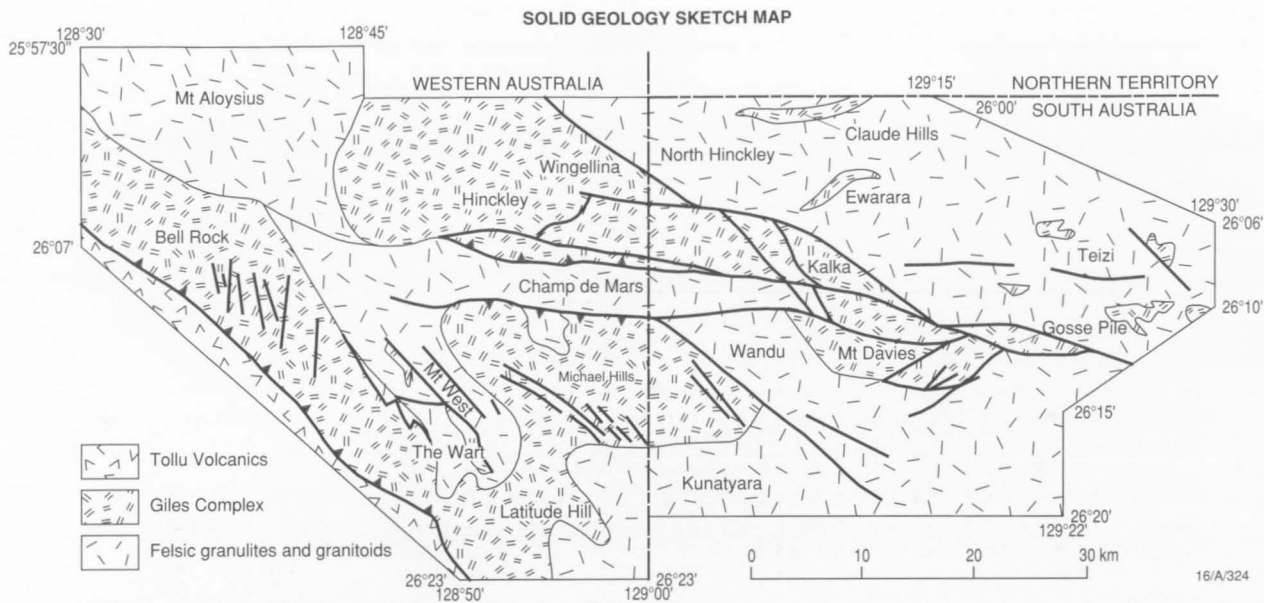 SOLID GEOLOGY SKETCH MAP
128°30'
128°45'
25°57'30"
WESTERN AUSTRALIA
129°15'
NORTHERN TERRITORY
26°00'
SOUTH AUSTRALIA
Mt Aloysius
Claude Hills
North Hinckley
Wingellina
Ewarara
Hinckley
129°30'
26°06'
Bell Rock
26°07'
Teizi
Kalka
Champ de Mars
26°10'
Gosse Pile
Wandu
Mt Davies
Michael Hills
Mt West
26°15'
The Wart
Tollu Volcanics
Kunatyara
Giles Complex
Latitude Hill
26°20'
129°22'
Felsic granulites and granitoids
0 10 20 30 km
26°23'
26°23'
128°50'
129°00'
16/A/324